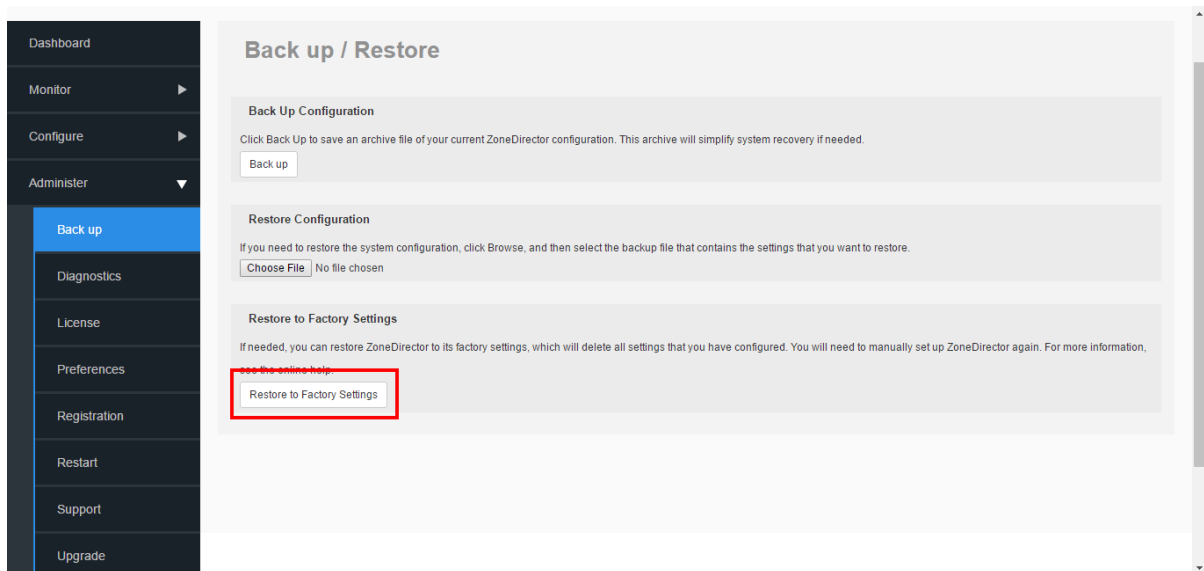 Dashboard
Monitor
Configure
Administer
Back up
Diagnostics
License
Preferences
Registration
Restart
Support
Upgrade
Back up / Restore
Back Up Configuration
Click Back Up to save an archive file of your current ZoneDirector configuration. This archive will simplify system recovery if needed.
Back up
Restore Configuration
If you need to restore the system configuration, click Browse, and then select the backup file that contains the settings that you want to restore.
Choose File No file chosen
Restore to Factory Settings
If needed, you can restore ZoneDirector to its factory settings, which will delete all settings that you have configured. You will need to manually set up ZoneDirector again. For more information,
see the online help.
Restore to Factory Settings